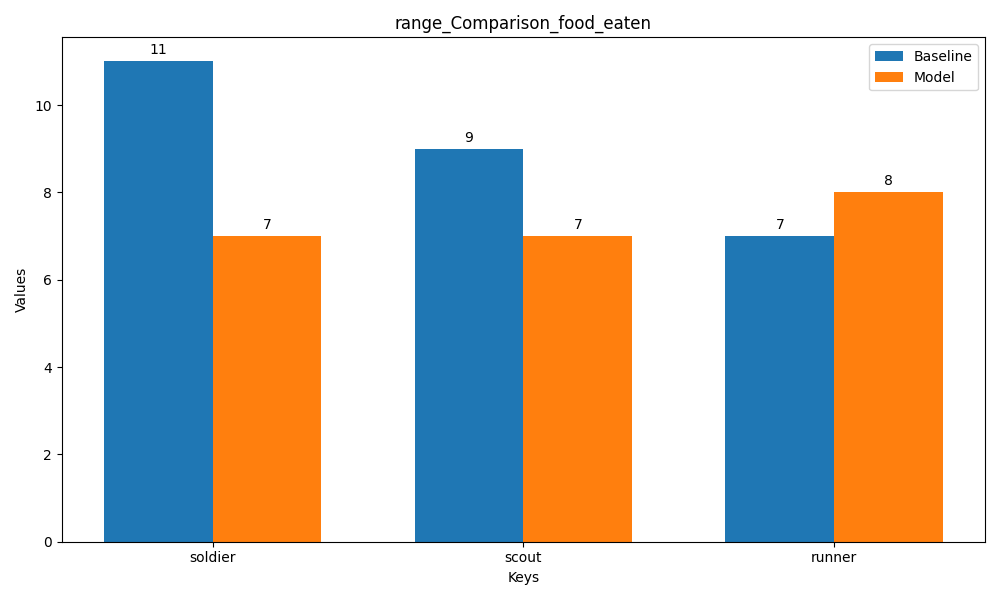 range_Comparison_food_eaten
Baseline
Model
11
7
9
7
7
8
10
8
6
4
2
0
Values
soldier
scout
runner
Keys